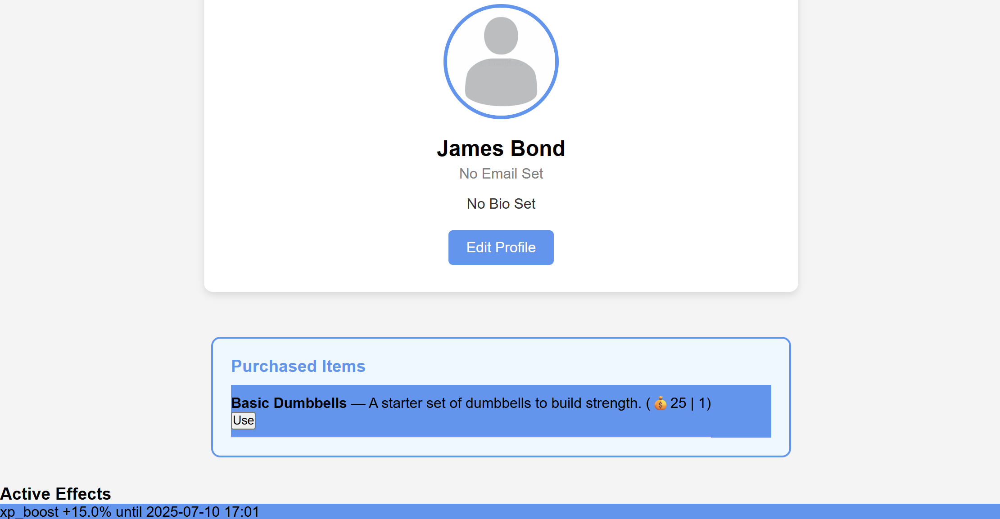 James Bond
No Email Set
No Bio Set
Edit Profile
Purchased Items
Basic Dumbbells — A starter set of dumbbells to build strength. (💰 25 | 1)
Use
Active Effects
xp_boost +15.0% until 2025-07-10 17:01